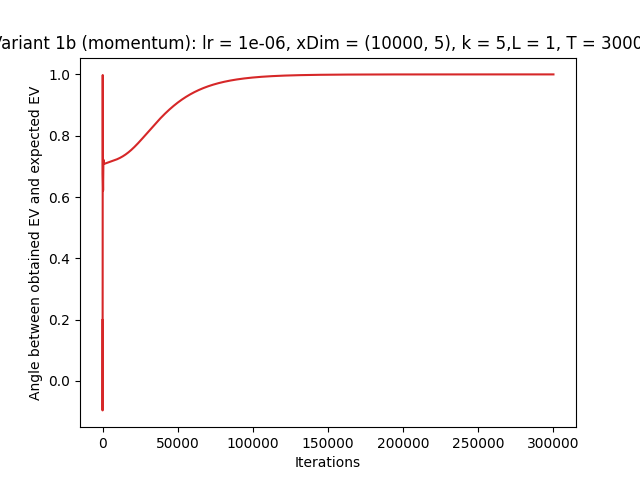 Variant 1b (momentum): lr = 1e-06, xDim = (10000, 5), k = 5,L = 1, T = 3000
1.0
0.8
0.6
0.4
0.2
0.0
Angle between obtained EV and expected EV
0 50000 100000 150000 200000 250000 300000
Iterations